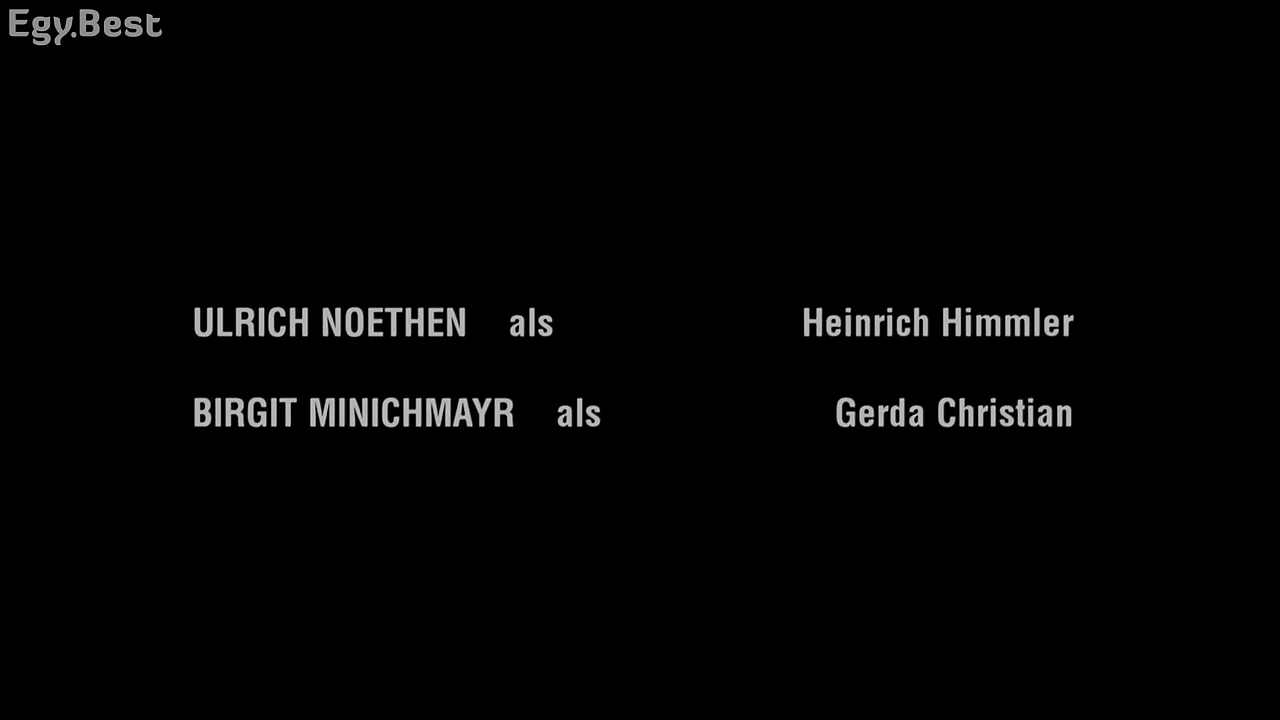 Egy.Best
ULRICH NOETHEN als Heinrich Himmler
BIRGIT MINICHMAYR als Gerda Christian